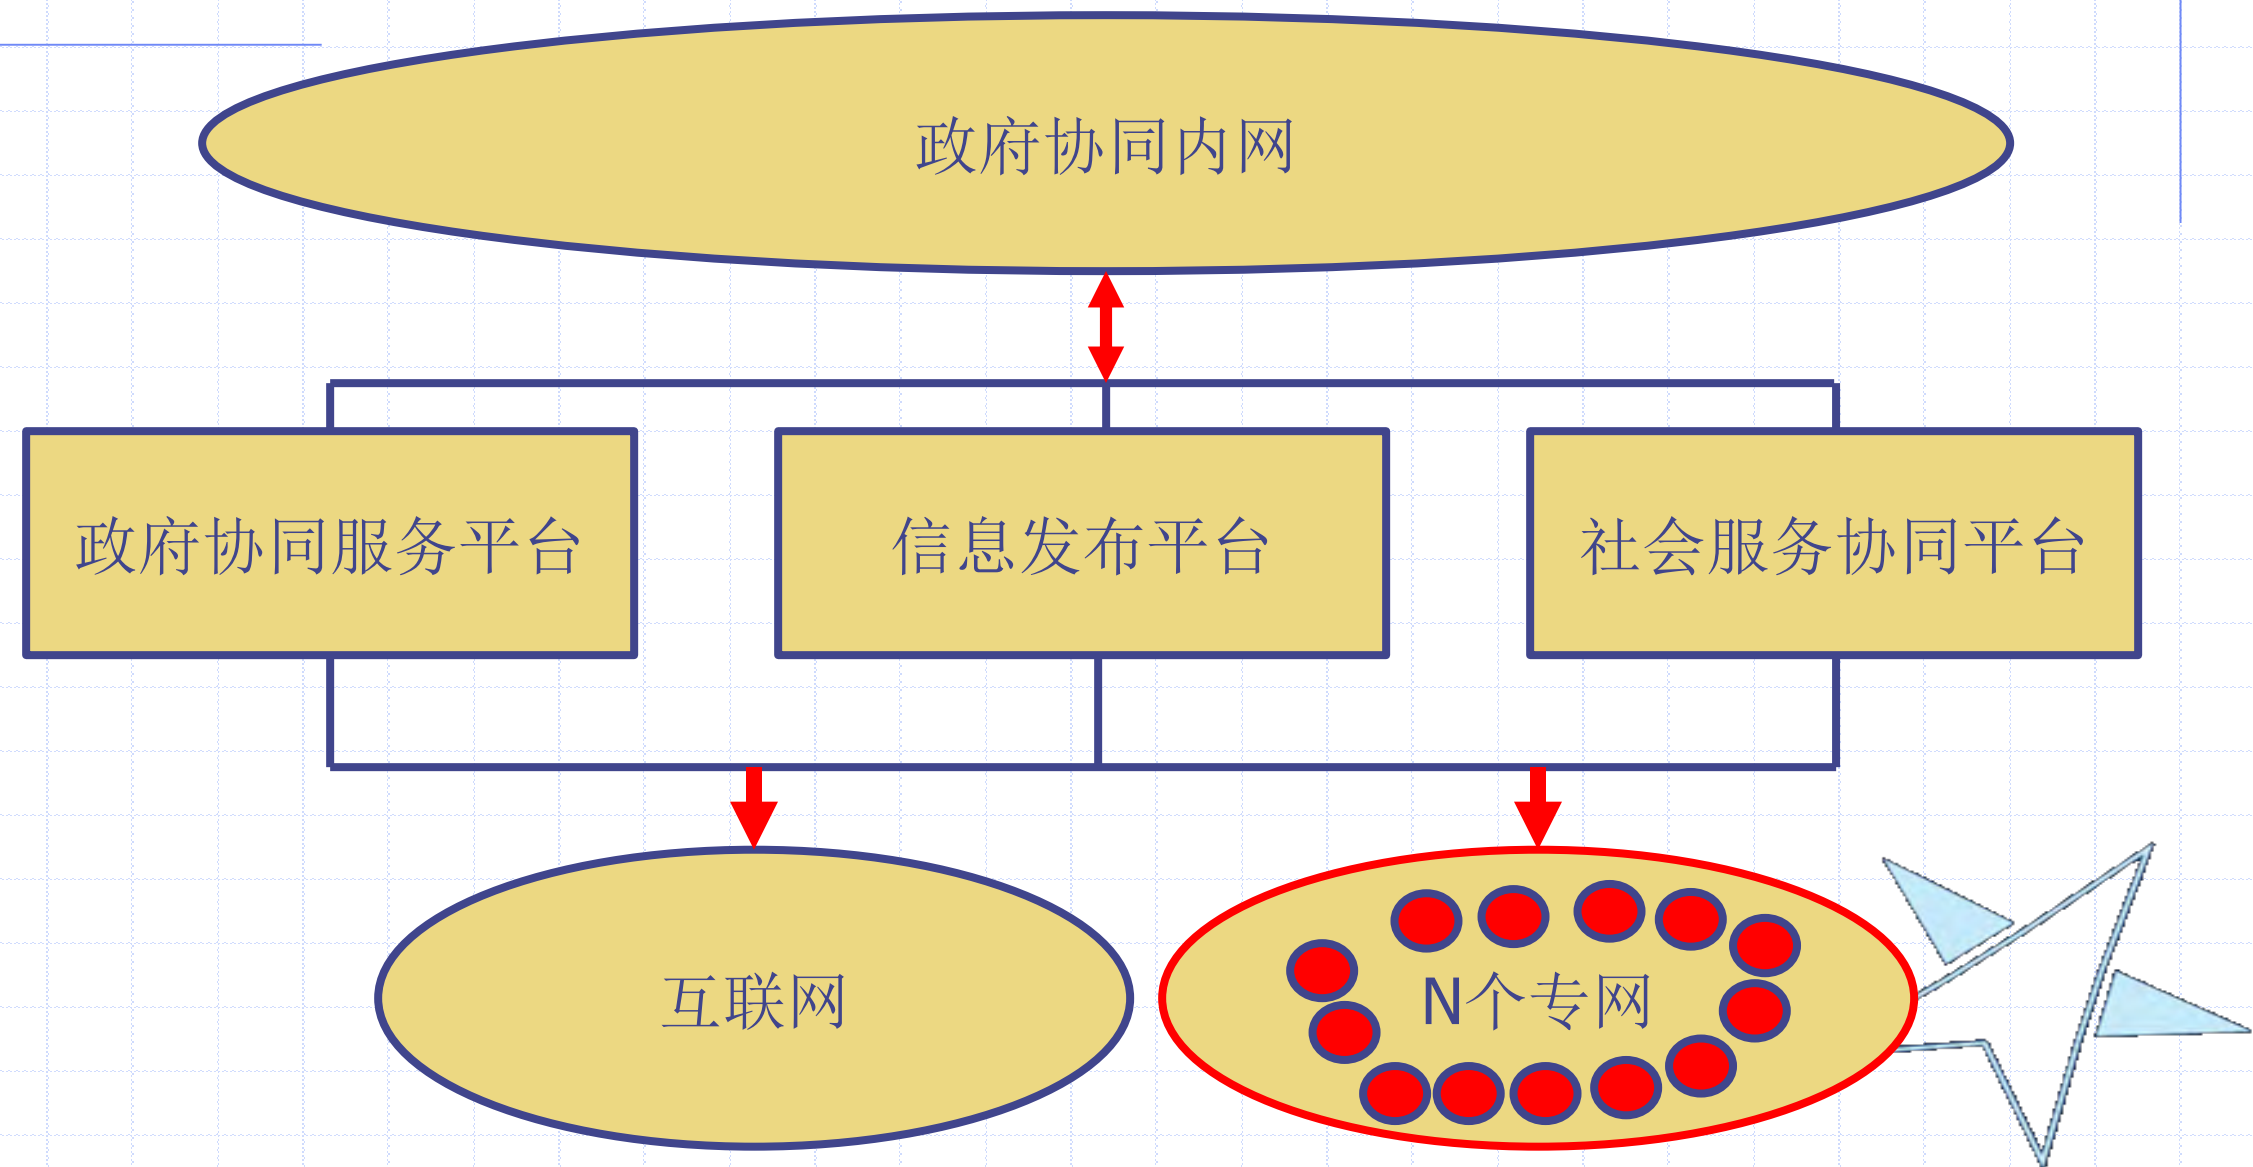 政府协同内网
政府协同服务平台
信息发布平台
社会服务协同平台
互联网
N个专网